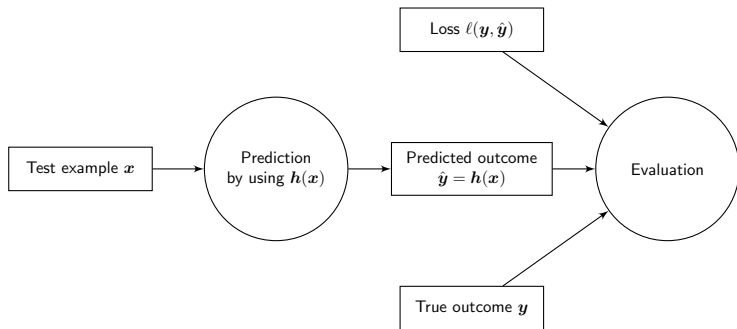 Loss ℓ(y, ŷ)
Test example x
Prediction
by using h(x)
Predicted outcome
ŷ = h(x)
Evaluation
True outcome y